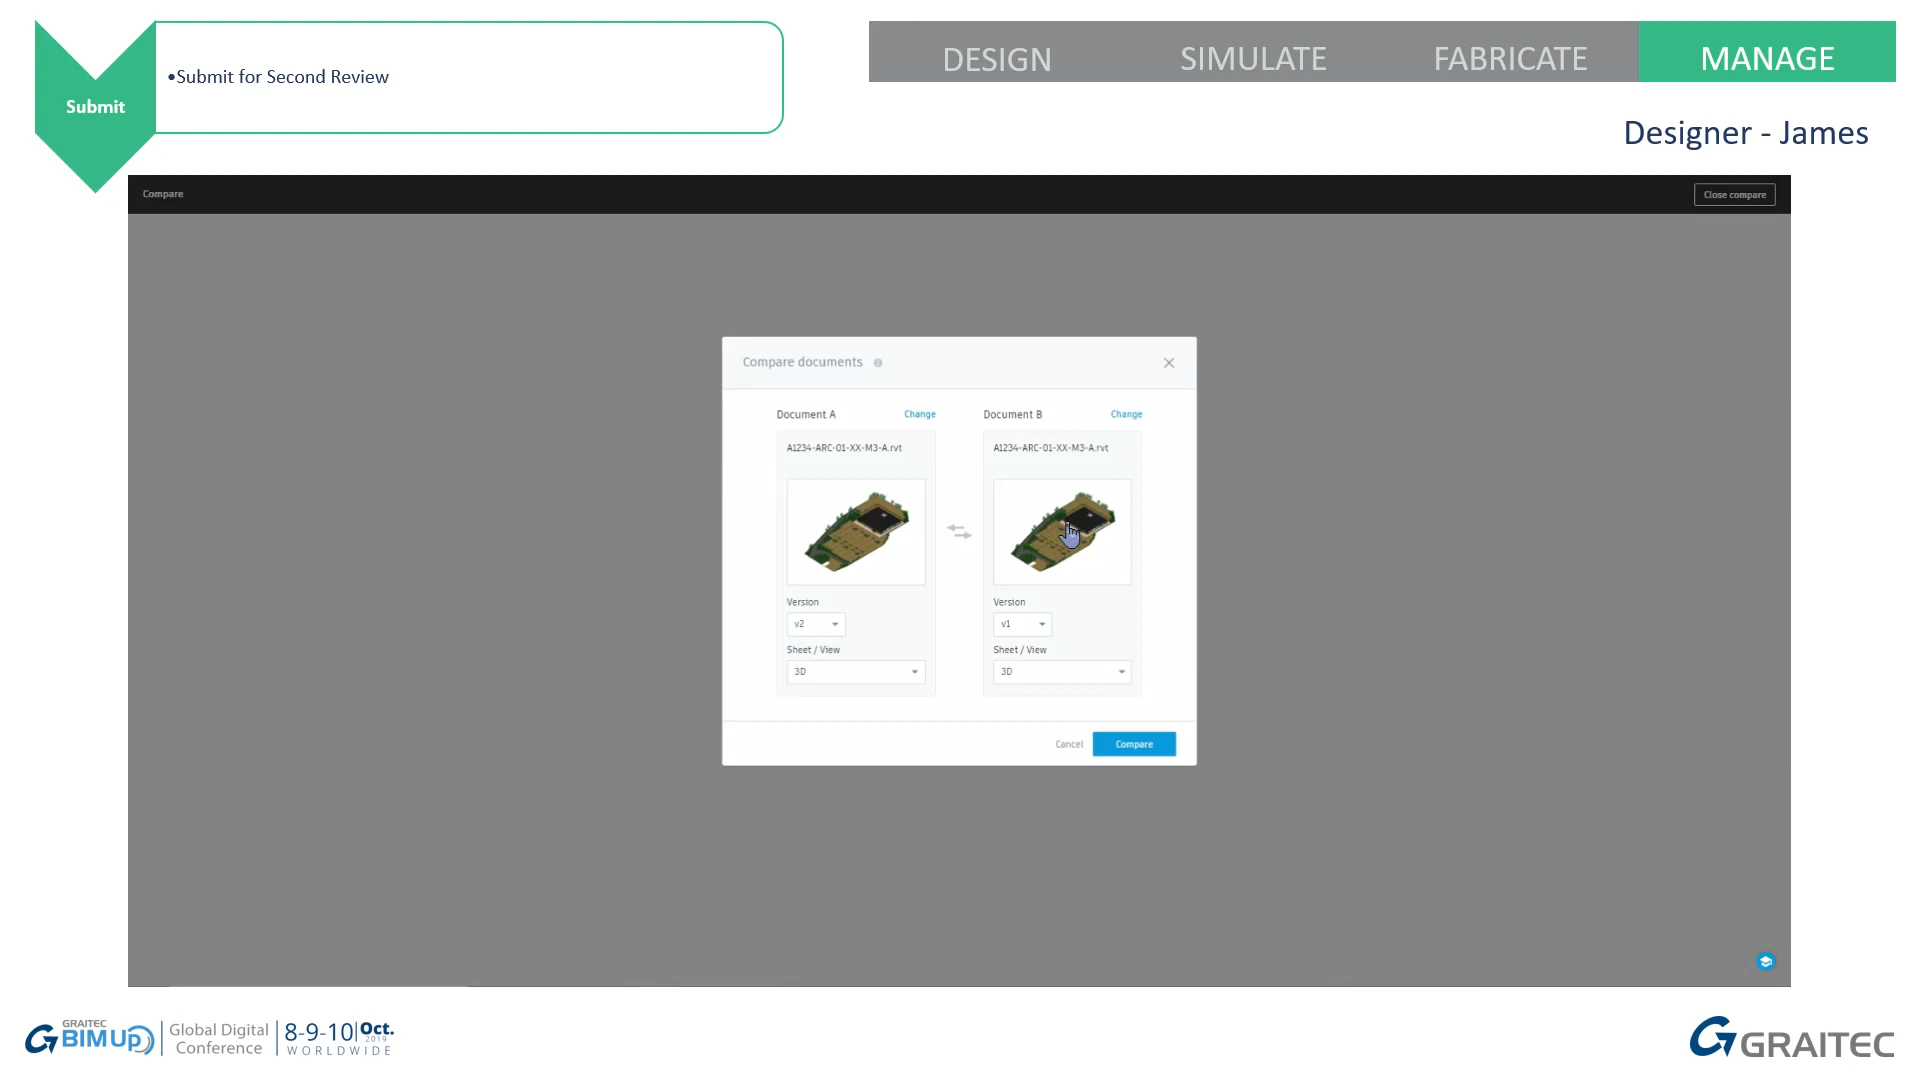 Submit
•Submit for Second Review
DESIGN
SIMULATE
FABRICATE
MANAGE
Designer - James
Compare
Close compare
Compare documents
Document A
Change
Document B
Change
A1234-ARC-01-XX-M3-A.rvt
A1234-ARC-01-XX-M3-A.rvt
Version
Version
v2
v1
Sheet / View
Sheet / View
3D
3D
Cancel
Compare
GRAITEC
BIMUp
Global Digital
Conference
8-9-10 Oct.
2019
WORLDWIDE
GRAITEC